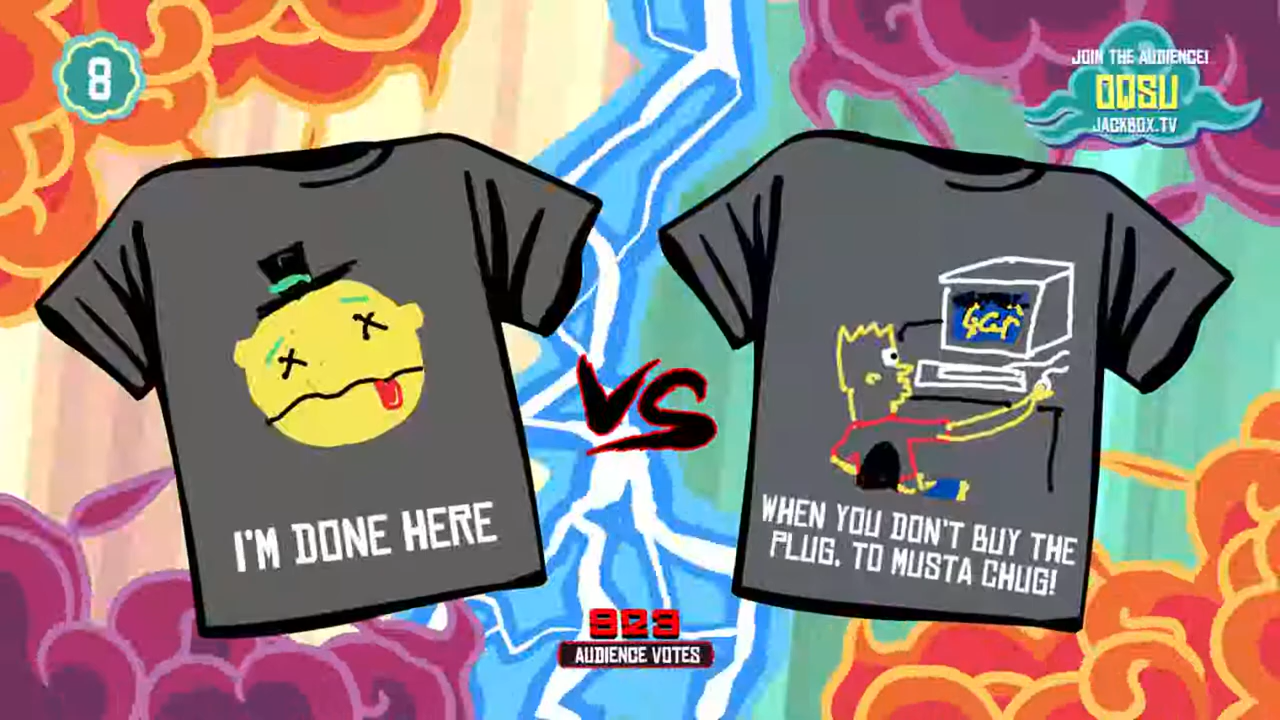 8
JOIN THE AUDIENCE!
OQSU
JACKBOX.TV
VS
I'M DONE HERE
WHEN YOU DON'T BUY THE
PLUG, TO MUSTA CHUG!
923
AUDIENCE VOTES